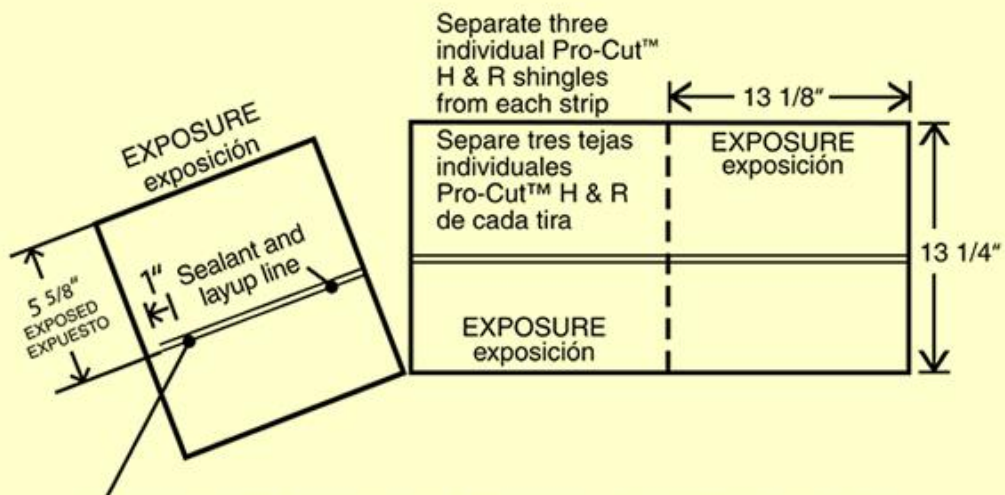 Separate three
individual Pro-Cut™
H & R shingles
from each strip
13 1/8"
EXPOSURE
exposición
Separe tres tejas
individuales
Pro-Cut™ H & R
de cada tira
EXPOSURE
exposición
1"
Sealant and
layup line
5 5/8"
EXPOSED
EXPUESTO
13 1/4"
EXPOSURE
exposición